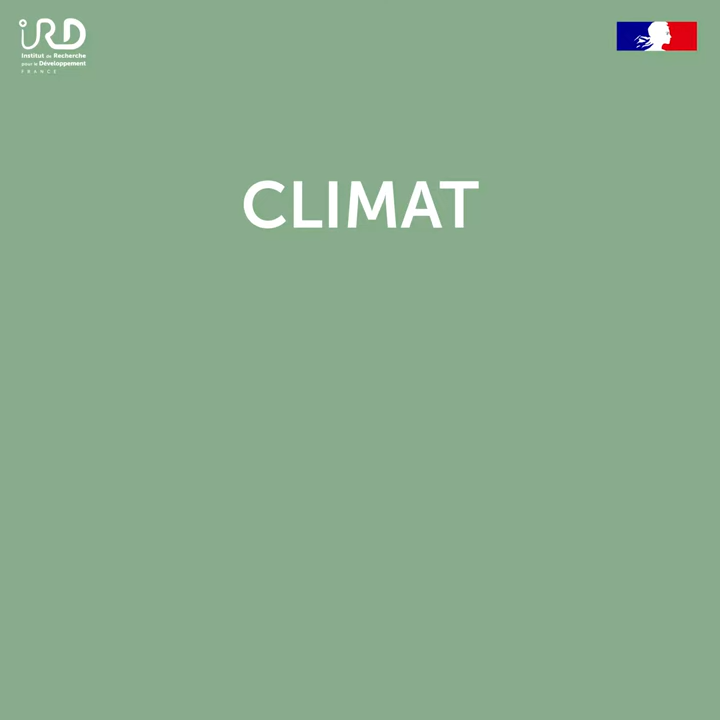 iRD
Institut de Recherche
pour le Développement
FRANCE
CLIMAT